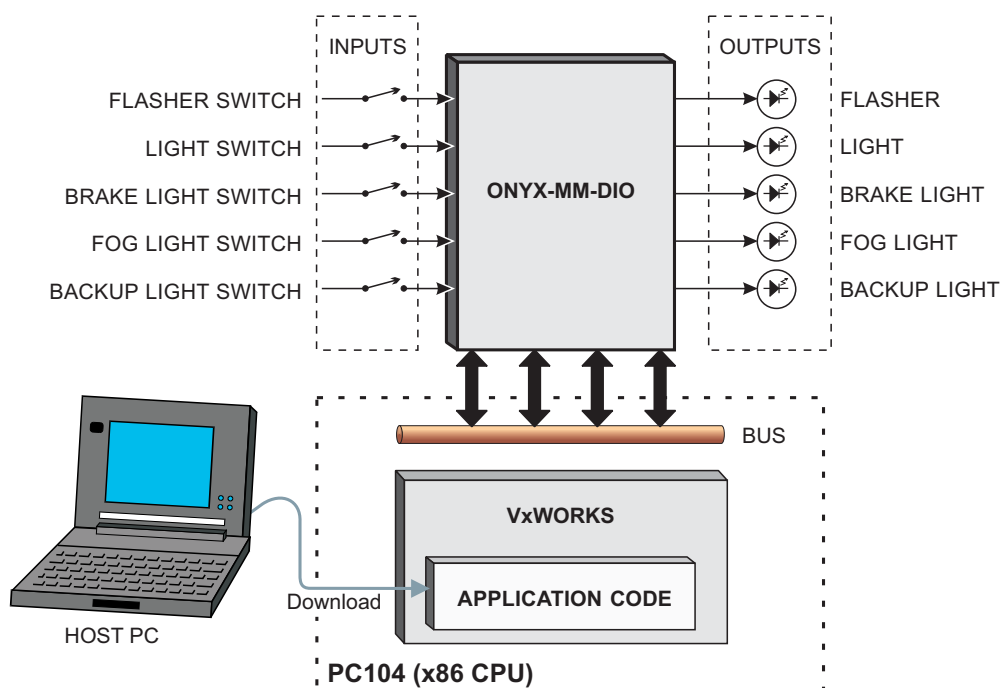 INPUTS
OUTPUTS
FLASHER SWITCH
FLASHER
LIGHT SWITCH
LIGHT
ONYX-MM-DIO
BRAKE LIGHT SWITCH
BRAKE LIGHT
FOG LIGHT SWITCH
FOG LIGHT
BACKUP LIGHT SWITCH
BACKUP LIGHT
BUS
VxWORKS
APPLICATION CODE
Download
HOST PC
PC104 (x86 CPU)